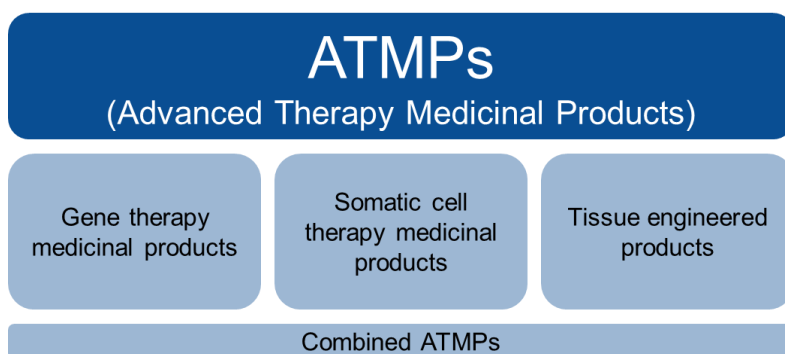 ATMPs
(Advanced Therapy Medicinal Products)
Gene therapy
medicinal products
Somatic cell
therapy medicinal
products
Tissue engineered
products
Combined ATMPs